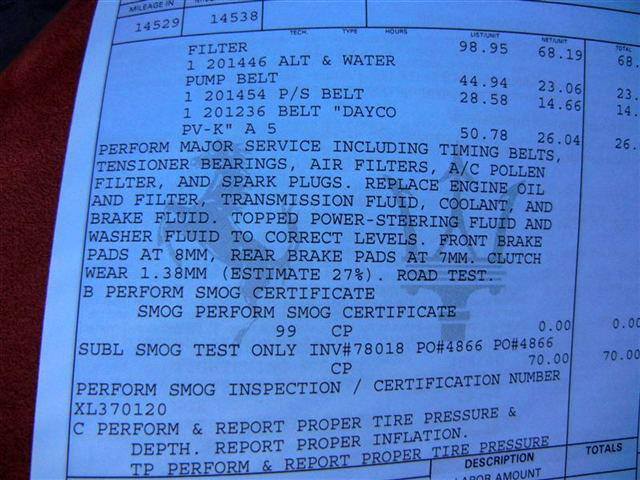 MILEAGE IN
14529 14538
TECH. TYPE HOURS LIST/UNIT NET/UNIT TOTAL
FILTER 98.95 68.19 68.
1 201446 ALT & WATER
PUMP BELT 44.94 23.06 23.
1 201454 P/S BELT 28.58 14.66 14.
1 201236 BELT "DAYCO
PV-K" A 5 50.78 26.04 26.
PERFORM MAJOR SERVICE INCLUDING TIMING BELTS,
TENSIONER BEARINGS, AIR FILTERS, A/C POLLEN
FILTER, AND SPARK PLUGS. REPLACE ENGINE OIL
AND FILTER, TRANSMISSION FLUID, COOLANT, AND
BRAKE FLUID. TOPPED POWER-STEERING FLUID AND
WASHER FLUID TO CORRECT LEVELS. FRONT BRAKE
PADS AT 8MM, REAR BRAKE PADS AT 7MM. CLUTCH
WEAR 1.38MM (ESTIMATE 27%). ROAD TEST.
B PERFORM SMOG CERTIFICATE
SMOG PERFORM SMOG CERTIFICATE
99 CP 0.00 0.00
SUBL SMOG TEST ONLY INV#78018 PO#4866 PO#4866
CP 70.00 70.00
PERFORM SMOG INSPECTION / CERTIFICATION NUMBER
XL370120
C PERFORM & REPORT PROPER TIRE PRESSURE &
DEPTH. REPORT PROPER INFLATION.
TP PERFORM & REPORT PROPER TIRE PRESSURE
DESCRIPTION TOTALS
LABOR AMOUNT